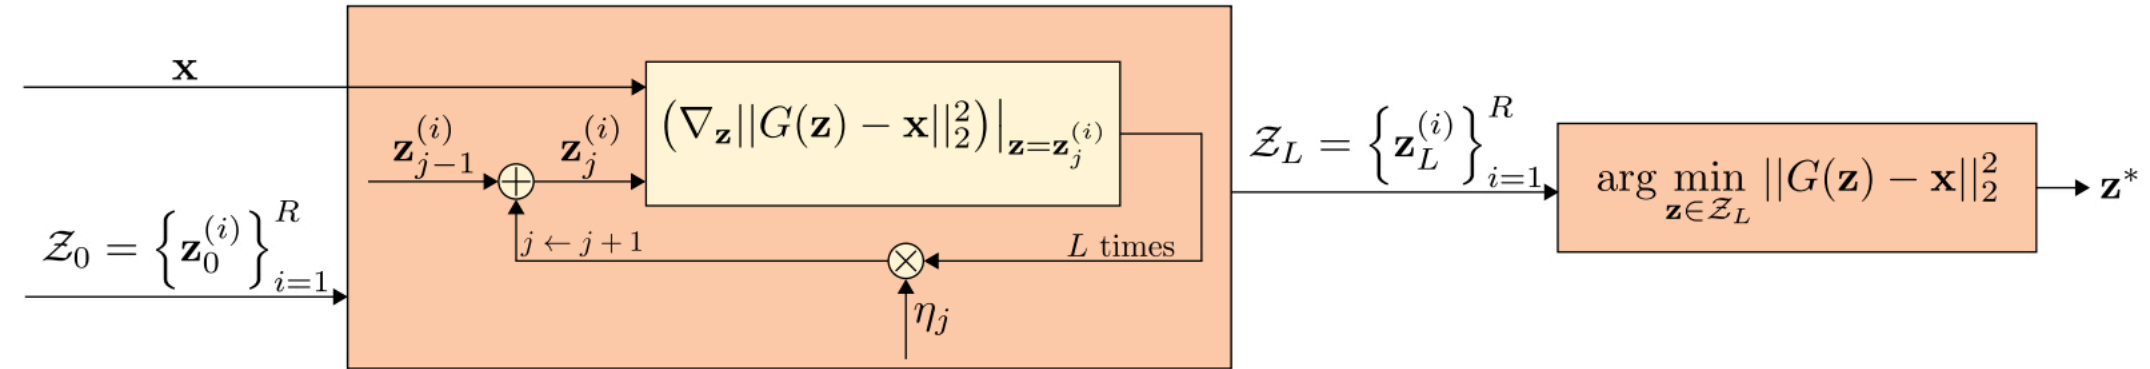 x
z_{j-1}^{(i)}
z_j^{(i)}
(∇_z||G(z) − x||_2^2)|_{z=z_j^{(i)}}
Z_0 = {z_0^{(i)}}_{i=1}^R
j ← j + 1
L times
η_j
Z_L = {z_L^{(i)}}_{i=1}^R
arg min_{z∈Z_L} ||G(z) − x||_2^2
z*